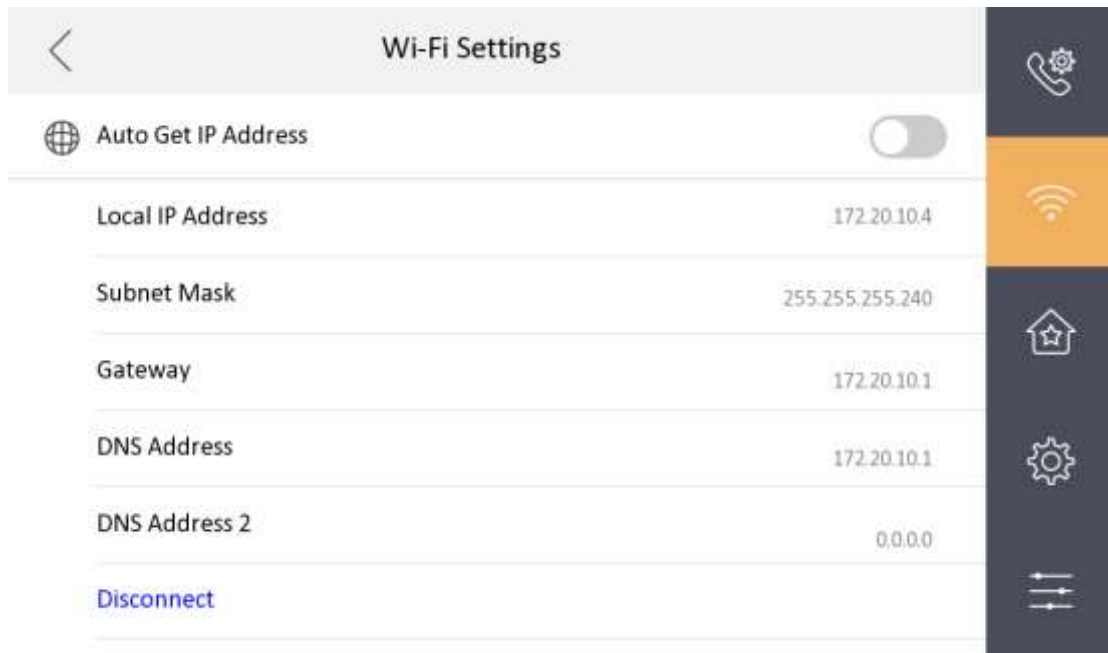 Wi-Fi Settings
Auto Get IP Address
Local IP Address 172.20.10.4
Subnet Mask 255.255.255.240
Gateway 172.20.10.1
DNS Address 172.20.10.1
DNS Address 2 0.0.0.0
Disconnect